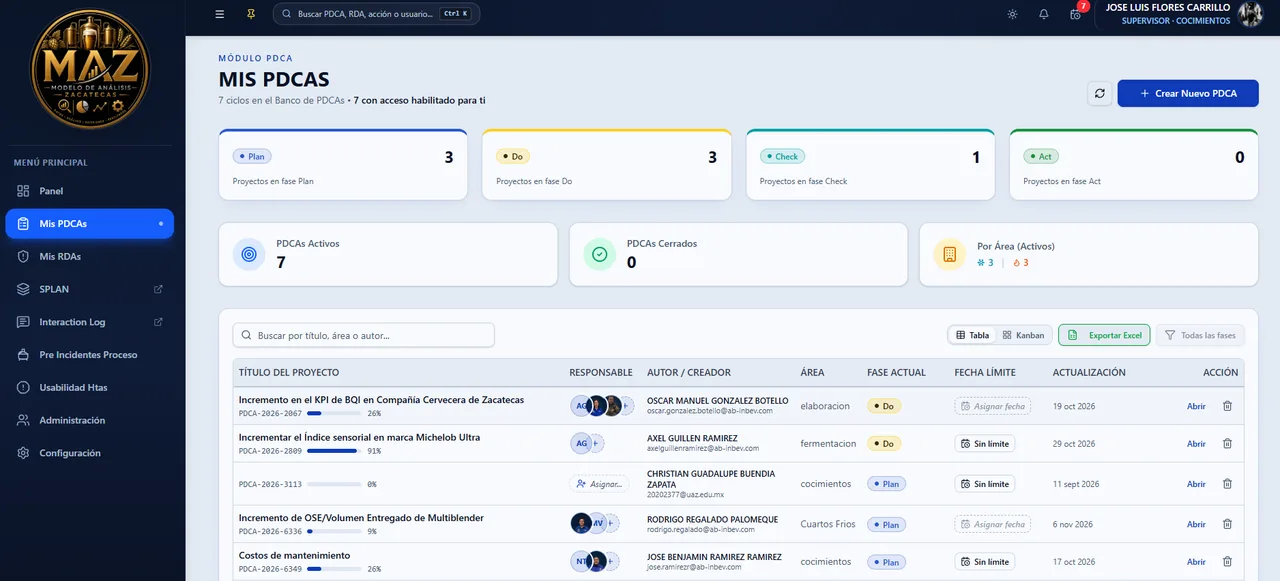 MAZ
MODELO DE ANÁLISIS
ZACATECAS
MENÚ PRINCIPAL
Panel
Mis PDCAs
Mis RDAs
SPLAN
Interaction Log
Pre Incidentes Proceso
Usabilidad Htas
Administración
Configuración
Buscar PDCA, RDA, acción o usuario... Ctrl K
7
JOSE LUIS FLORES CARRILLO
SUPERVISOR - COCIMIENTOS
MÓDULO PDCA
MIS PDCAS
7 ciclos en el Banco de PDCAs • 7 con acceso habilitado para ti
+ Crear Nuevo PDCA
Plan 3
Proyectos en fase Plan
Do 3
Proyectos en fase Do
Check 1
Proyectos en fase Check
Act 0
Proyectos en fase Act
PDCAs Activos
7
PDCAs Cerrados
0
Por Área (Activos)
3 | 3
Buscar por título, área o autor...
Tabla Kanban Exportar Excel Todas las fases
TÍTULO DEL PROYECTO RESPONSABLE AUTOR / CREADOR ÁREA FASE ACTUAL FECHA LÍMITE ACTUALIZACIÓN ACCIÓN
Incremento en el KPI de BQI en Compañía Cervecera de Zacatecas
PDCA-2026-2067 26%
AG +
OSCAR MANUEL GONZALEZ BOTELLO
oscar.gonzalez.botello@ab-inbev.com
elaboracion Do Asignar fecha 19 oct 2026 Abrir
Incrementar el Índice sensorial en marca Michelob Ultra
PDCA-2026-2809 91%
AG +
AXEL GUILLEN RAMIREZ
axelguillenramirez@ab-inbev.com
fermentacion Do Sin límite 29 oct 2026 Abrir
PDCA-2026-3113 0%
Asignar...
CHRISTIAN GUADALUPE BUENDIA
ZAPATA
20202377@uaz.edu.mx
cocimientos Plan Sin límite 11 sept 2026 Abrir
Incremento de OSE/Volumen Entregado de Multiblender
PDCA-2026-6336 9%
MV +
RODRIGO REGALADO PALOMEQUE
rodrigo.regalado@ab-inbev.com
Cuartos Frios Plan Asignar fecha 6 nov 2026 Abrir
Costos de mantenimiento
PDCA-2026-6349 26%
NT +
JOSE BENJAMIN RAMIREZ RAMIREZ
jose.ramirezr@ab-inbev.com
cocimientos Plan Sin límite 17 oct 2026 Abrir